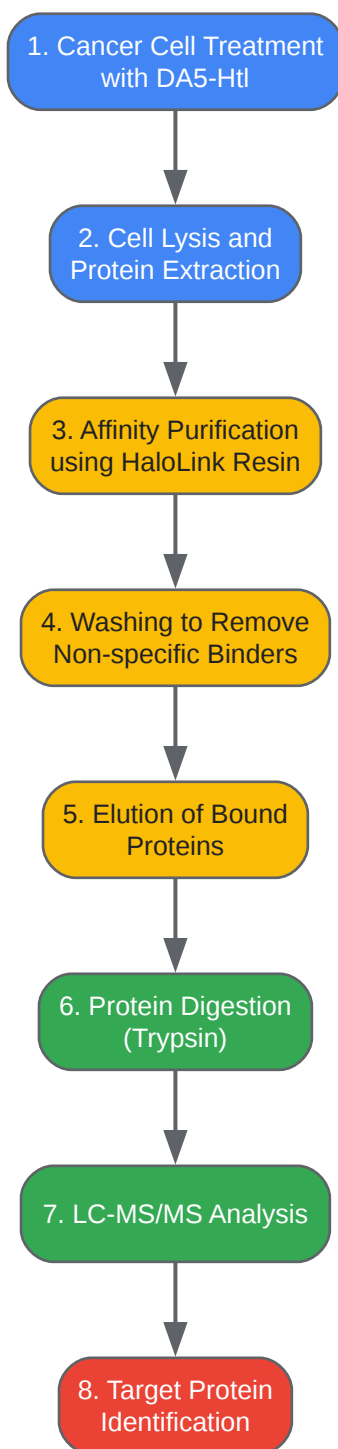 1. Cancer Cell Treatment
with DA5-Htl
2. Cell Lysis and
Protein Extraction
3. Affinity Purification
using HaloLink Resin
4. Washing to Remove
Non-specific Binders
5. Elution of Bound
Proteins
6. Protein Digestion
(Trypsin)
7. LC-MS/MS Analysis
8. Target Protein
Identification